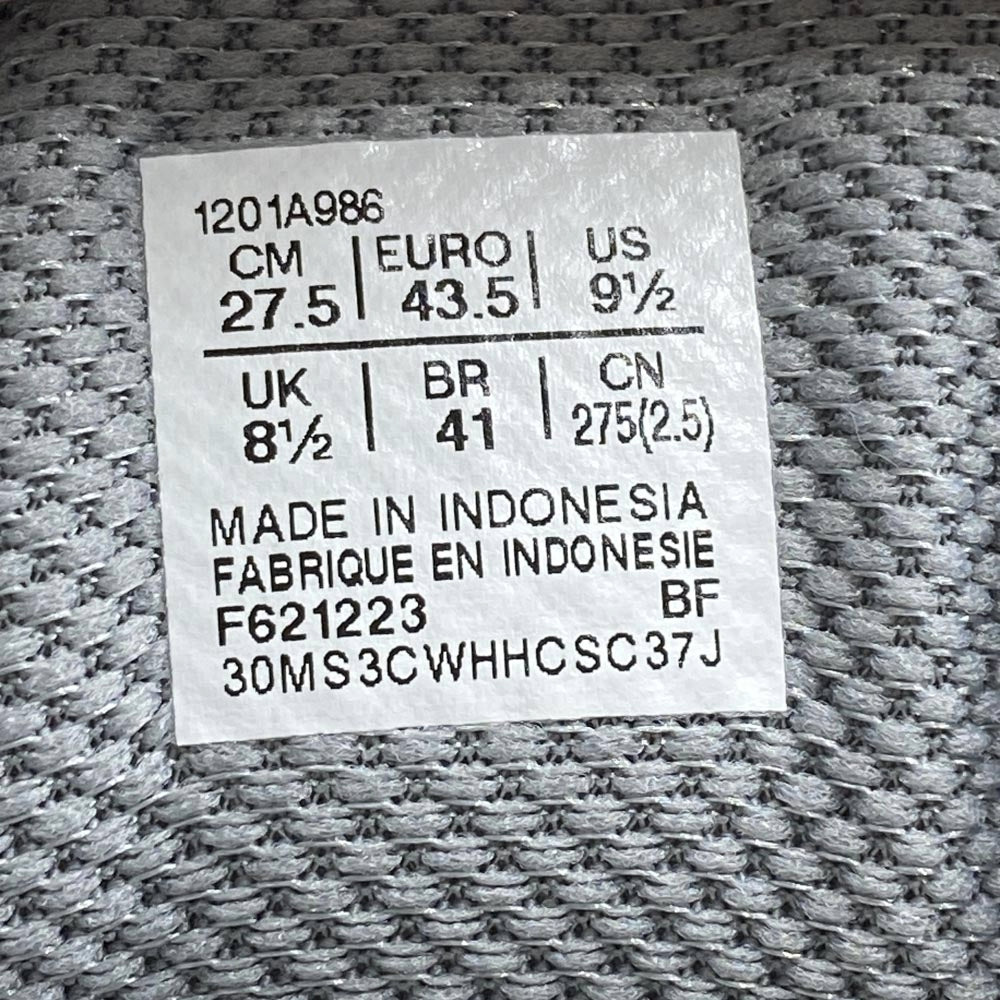 1201A986
CM | EURO | US
27.5 | 43.5 | 9½
UK | BR | CN
8½ | 41 | 275(2.5)
MADE IN INDONESIA
FABRIQUE EN INDONESIE
F621223 BF
30MS3CWHHCSC37J